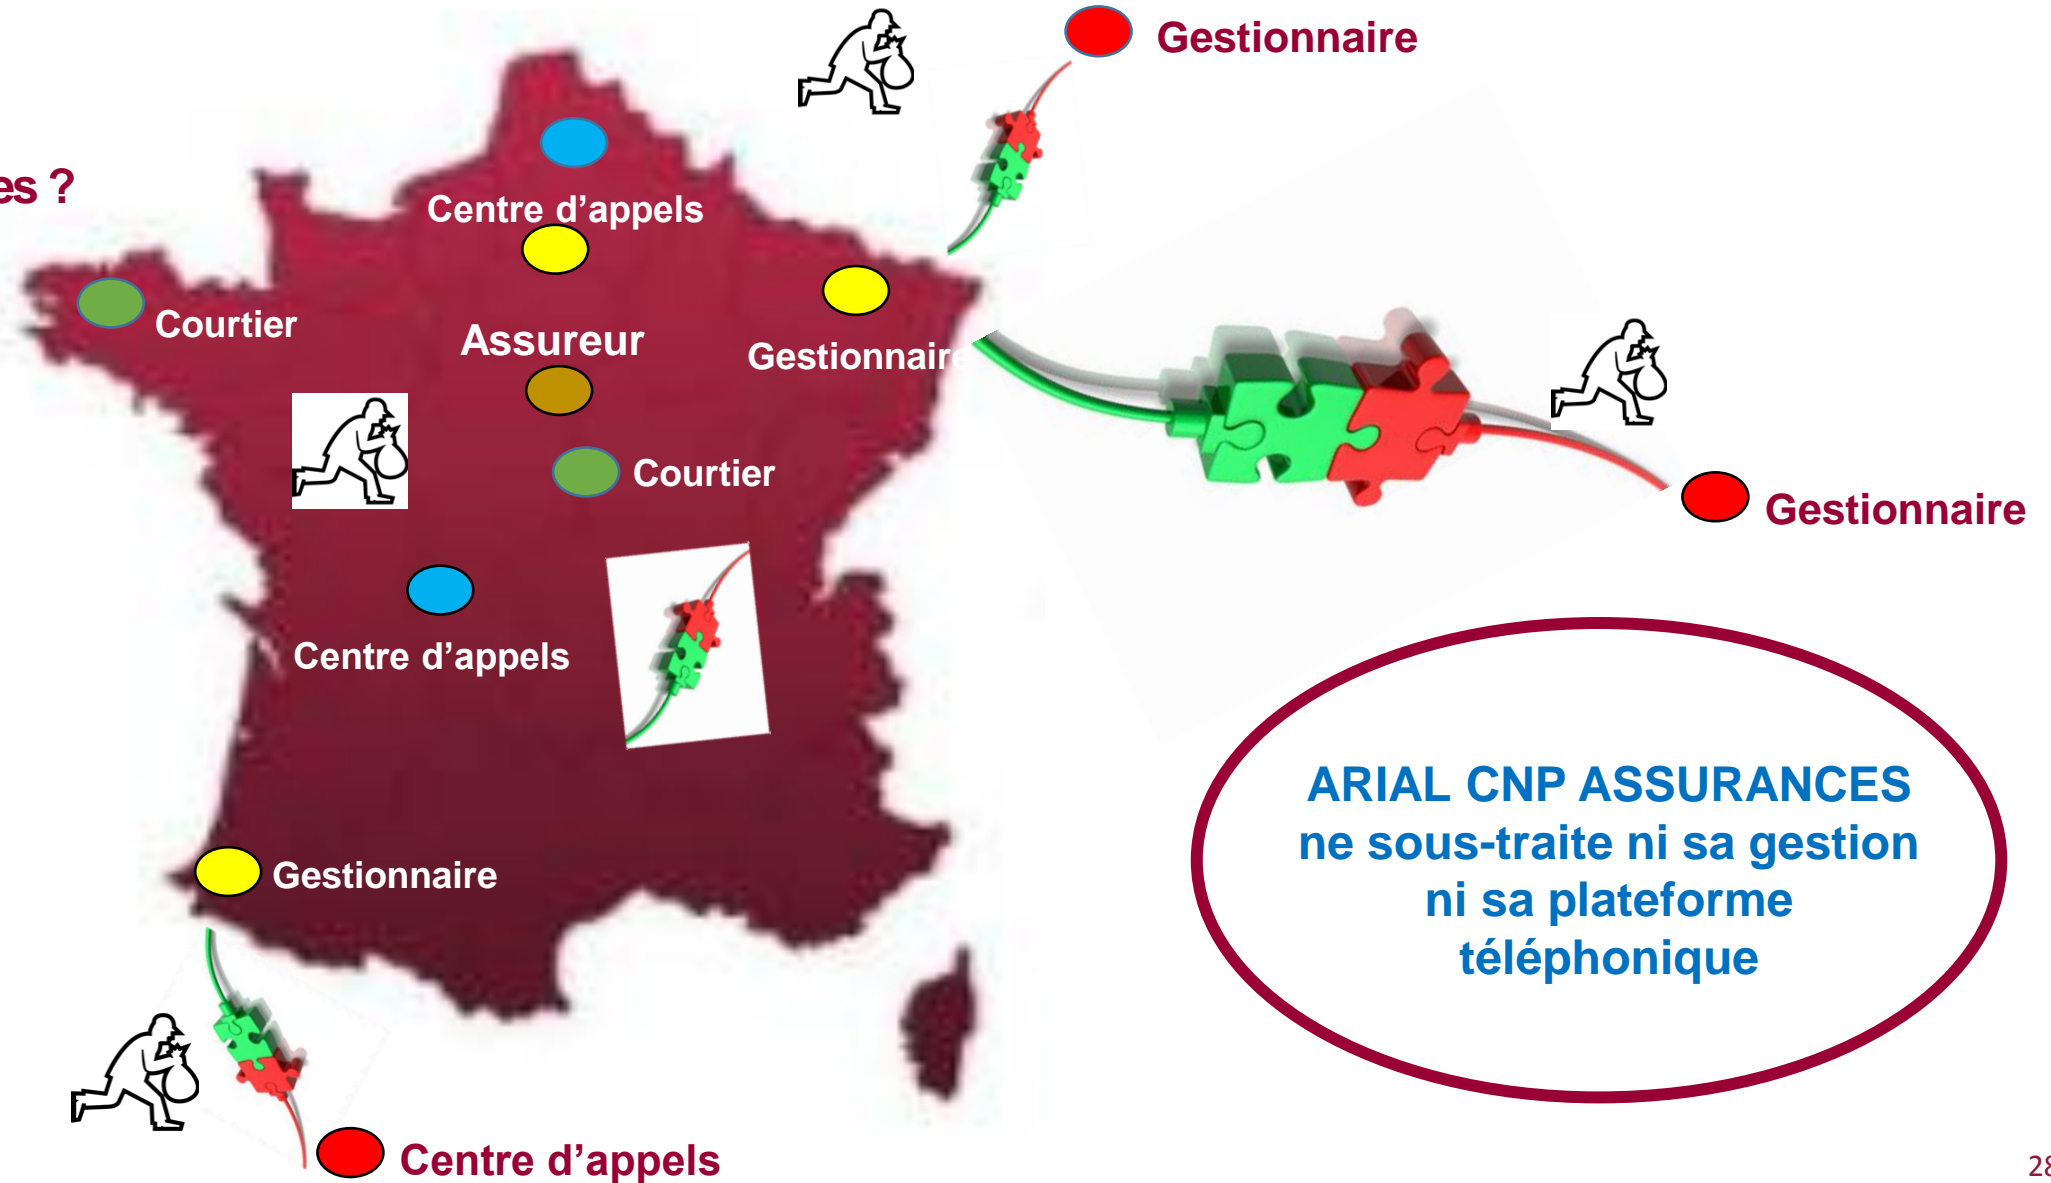 Gestionnaire
es ?
Centre d'appels
Courtier
Assureur
Gestionnaire
Courtier
Gestionnaire
Centre d'appels
ARIAL CNP ASSURANCES
ne sous-traite ni sa gestion
ni sa plateforme
téléphonique
Gestionnaire
Centre d'appels
28